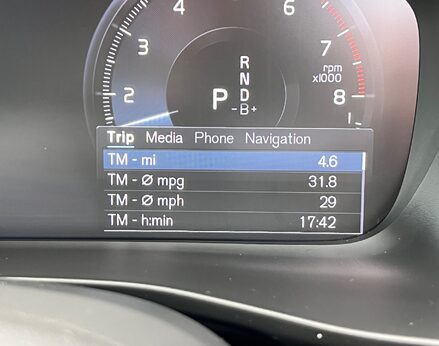 4
6
3
7
R
N
rpm
x1000
D
2
P
-B+
8
Trip Media Phone Navigation
TM - mi 4.6
TM - Ø mpg 31.8
TM - Ø mph 29
TM - h:min 17:42